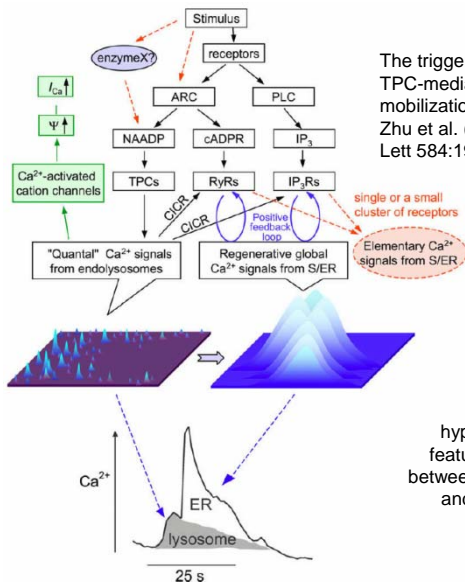 Stimulus
enzymeX?
receptors
I Ca ↑
ARC
PLC
Ψ ↑
NAADP
cADPR
IP3
Ca2+-activated
cation channels
TPCs
RyRs
IP3Rs
CICR
CICR
Positive
feedback
loop
single or a small
cluster of receptors
"Quantal" Ca2+ signals
from endolysosomes
Regenerative global
Ca2+ signals from S/ER
Elementary Ca2+
signals from S/ER
Ca2+
ER
lysosome
25 s
The trigge
TPC-media
mobilizatio
Zhu et al. (
Lett 584:19
hyp
featu
between
and